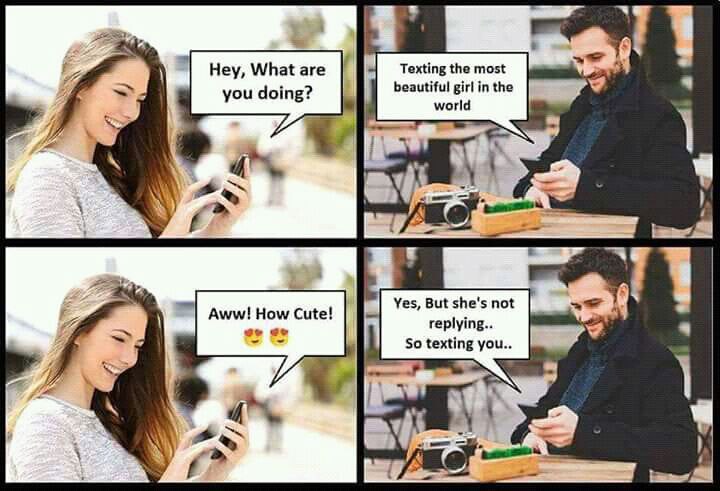 Hey, What are
you doing?
Texting the most
beautiful girl in the
world
Aww! How Cute!
😍 😍
Yes, But she's not
replying..
So texting you..